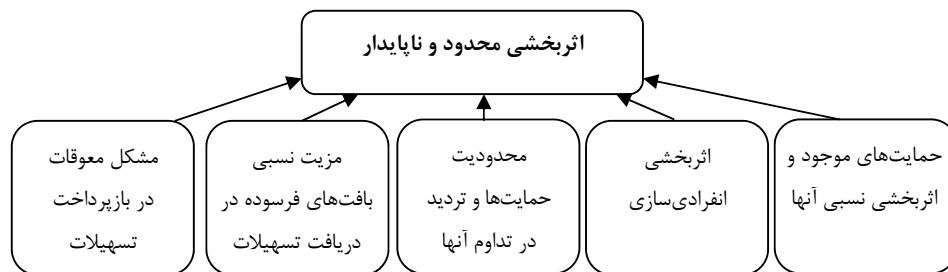 اثربخشی محدود و ناپایدار
حمایت‌های موجود و
اثربخشی نسبی آنها
اثربخشی
انفرادی‌سازی
محدودیت
حمایت‌ها و تردید
در تداوم آنها
مزیت نسبی
بافت‌های فرسوده در
دریافت تسهیلات
مشکل معوقات
در بازپرداخت
تسهیلات